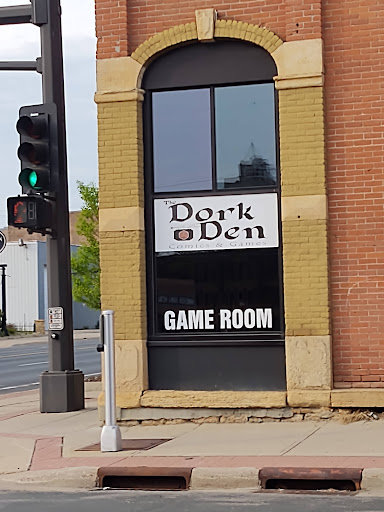 The
Dork
Den
Comics & Games
GAME ROOM